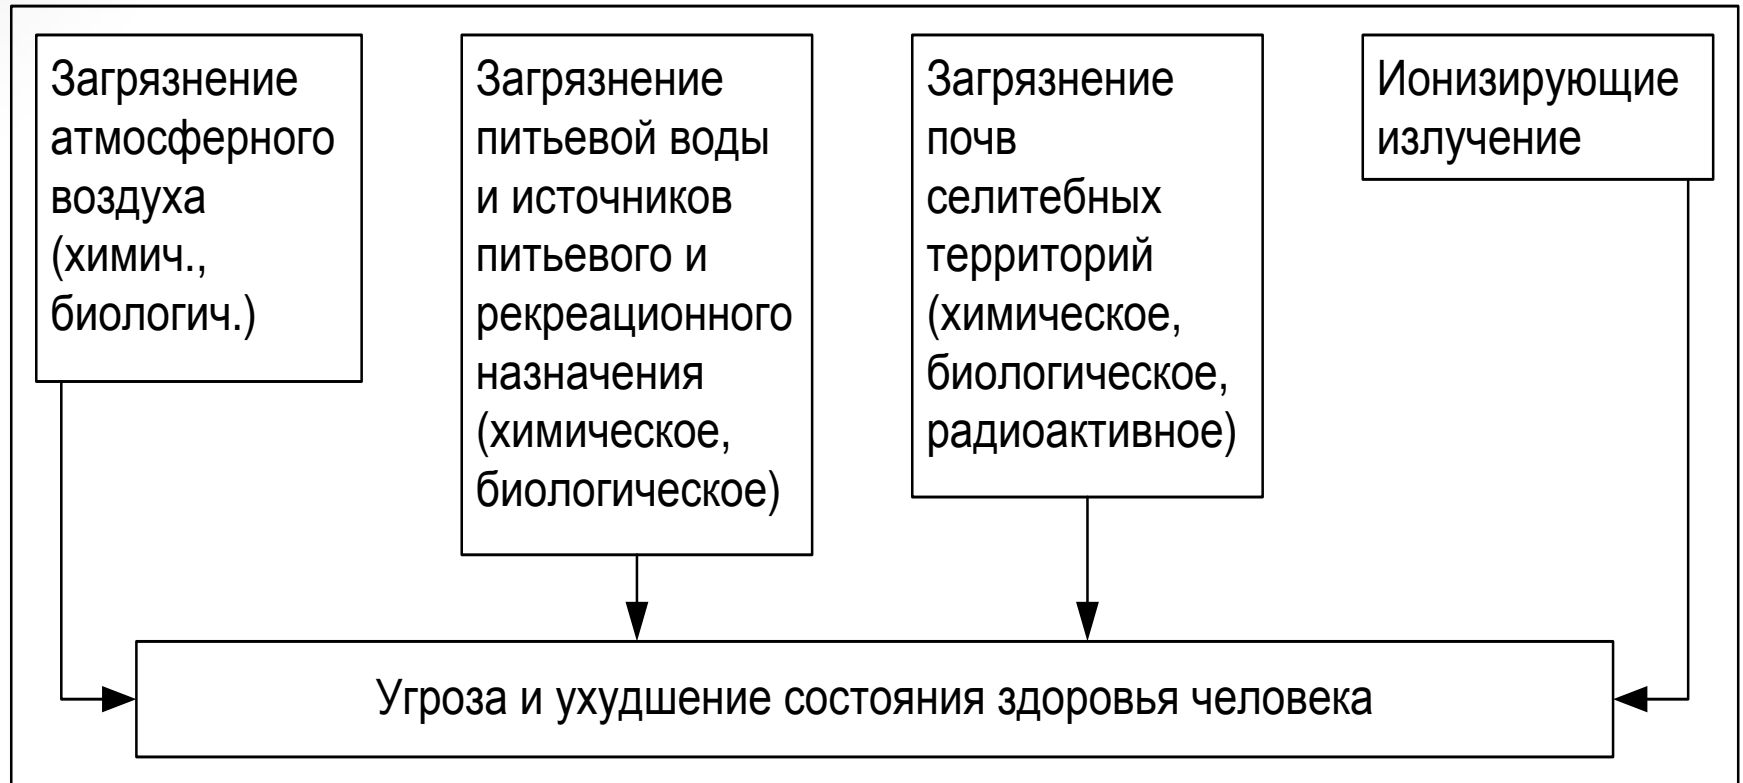 Загрязнение
атмосферного
воздуха
(химич.,
биологич.)
Загрязнение
питьевой воды
и источников
питьевого и
рекреационного
назначения
(химическое,
биологическое)
Загрязнение
почв
селитебных
территорий
(химическое,
биологическое,
радиоактивное)
Ионизирующие
излучение
Угроза и ухудшение состояния здоровья человека